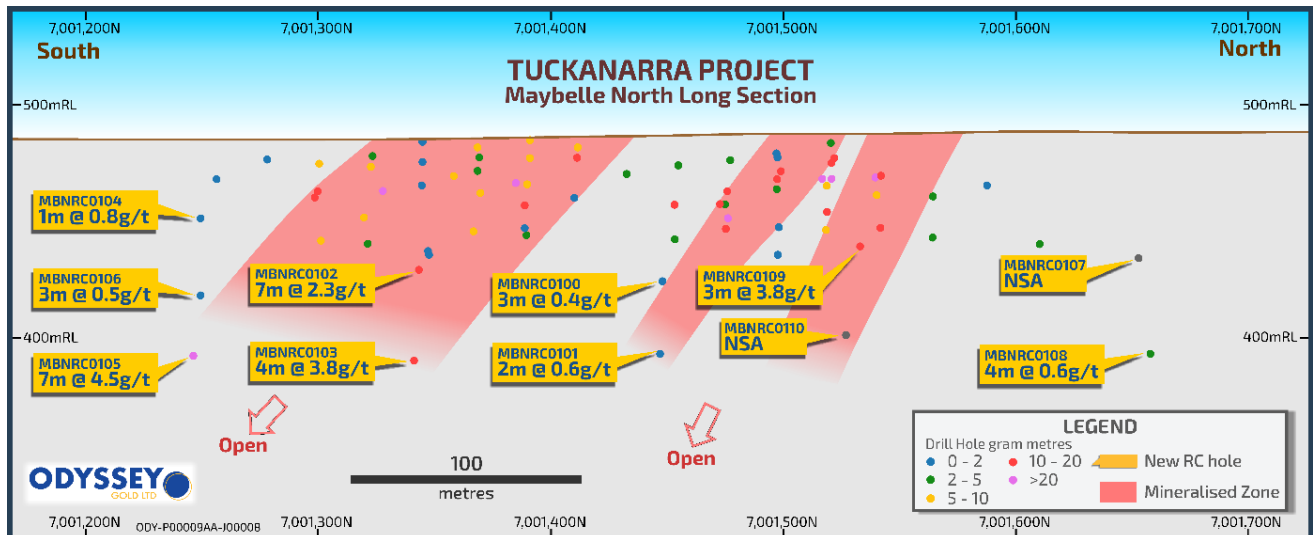 7,001,200N 7,001,300N 7,001,400N 7,001,500N 7,001,600N 7,001,700N
South
North
TUCKANARRA PROJECT
Maybelle North Long Section
500mRL
500mRL
MBNRC0104
1m @ 0.8g/t
MBNRC0106
3m @ 0.5g/t
MBNRC0102
7m @ 2.3g/t
MBNRC0100
3m @ 0.4g/t
MBNRC0109
3m @ 3.8g/t
MBNRC0107
NSA
400mRL
400mRL
MBNRC0105
7m @ 4.5g/t
MBNRC0103
4m @ 3.8g/t
MBNRC0101
2m @ 0.6g/t
MBNRC0110
NSA
MBNRC0108
4m @ 0.6g/t
Open
Open
100
metres
ODYSSEY
GOLD LTD
LEGEND
Drill Hole gram metres
0 - 2
2 - 5
5 - 10
10 - 20
>20
New RC hole
Mineralised Zone
7,001,200N ODY-P00009AA-J00008 7,001,300N 7,001,400N 7,001,500N 7,001,600N 7,001,700N